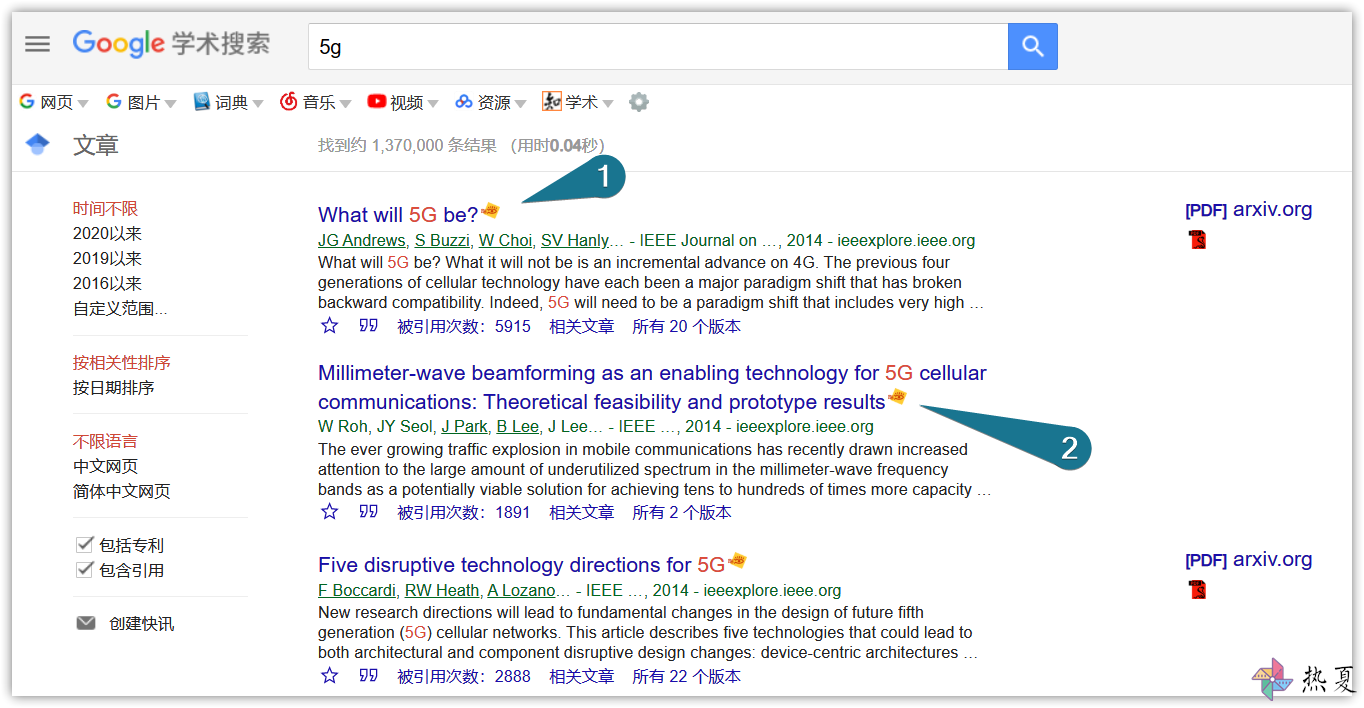 Google 学术搜索
5g
网页 图片 词典 音乐 视频 资源 知 学术
文章
找到约 1,370,000 条结果 (用时0.04秒)
1
时间不限
2020以来
2019以来
2016以来
自定义范围...
按相关性排序
按日期排序
不限语言
中文网页
简体中文网页
包括专利
包含引用
创建快讯
What will 5G be?
JG Andrews, S Buzzi, W Choi, SV Hanly... - IEEE Journal on ..., 2014 - ieeexplore.ieee.org
What will 5G be? What it will not be is an incremental advance on 4G. The previous four
generations of cellular technology have each been a major paradigm shift that has broken
backward compatibility. Indeed, 5G will need to be a paradigm shift that includes very high ...
被引用次数：5915 相关文章 所有 20 个版本
[PDF] arxiv.org
Millimeter-wave beamforming as an enabling technology for 5G cellular
communications: Theoretical feasibility and prototype results
2
W Roh, JY Seol, J Park, B Lee, J Lee... - IEEE ..., 2014 - ieeexplore.ieee.org
The ever growing traffic explosion in mobile communications has recently drawn increased
attention to the large amount of underutilized spectrum in the millimeter-wave frequency
bands as a potentially viable solution for achieving tens to hundreds of times more capacity ...
被引用次数：1891 相关文章 所有 2 个版本
Five disruptive technology directions for 5G
F Boccardi, RW Heath, A Lozano... - IEEE ..., 2014 - ieeexplore.ieee.org
New research directions will lead to fundamental changes in the design of future fifth
generation (5G) cellular networks. This article describes five technologies that could lead to
both architectural and component disruptive design changes: device-centric architectures ...
被引用次数：2888 相关文章 所有 22 个版本
[PDF] arxiv.org
热夏